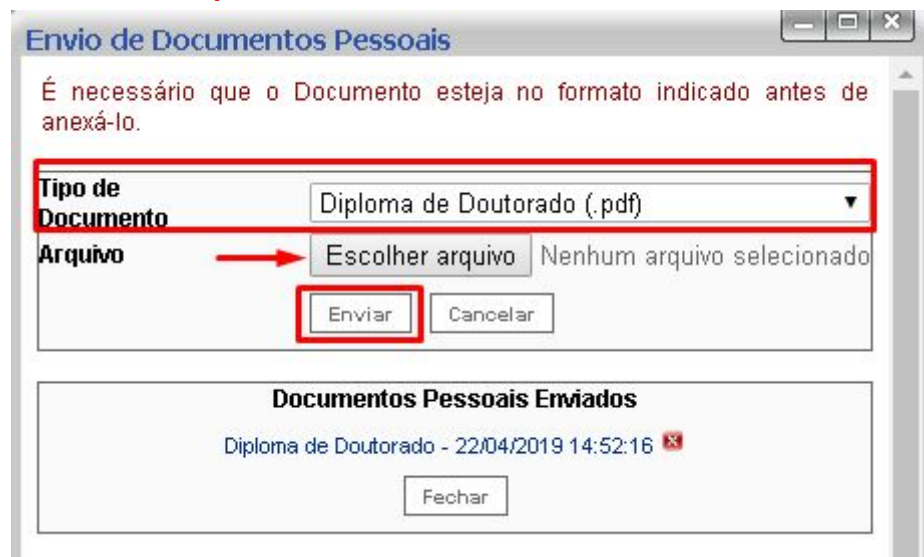 Envio de Documentos Pessoais
É necessário que o Documento esteja no formato indicado antes de
anexá-lo.
Tipo de
Documento
Diploma de Doutorado (.pdf)
Arquivo
Escolher arquivo Nenhum arquivo selecionado
Enviar Cancelar
Documentos Pessoais Enviados
Diploma de Doutorado - 22/04/2019 14:52:16
Fechar